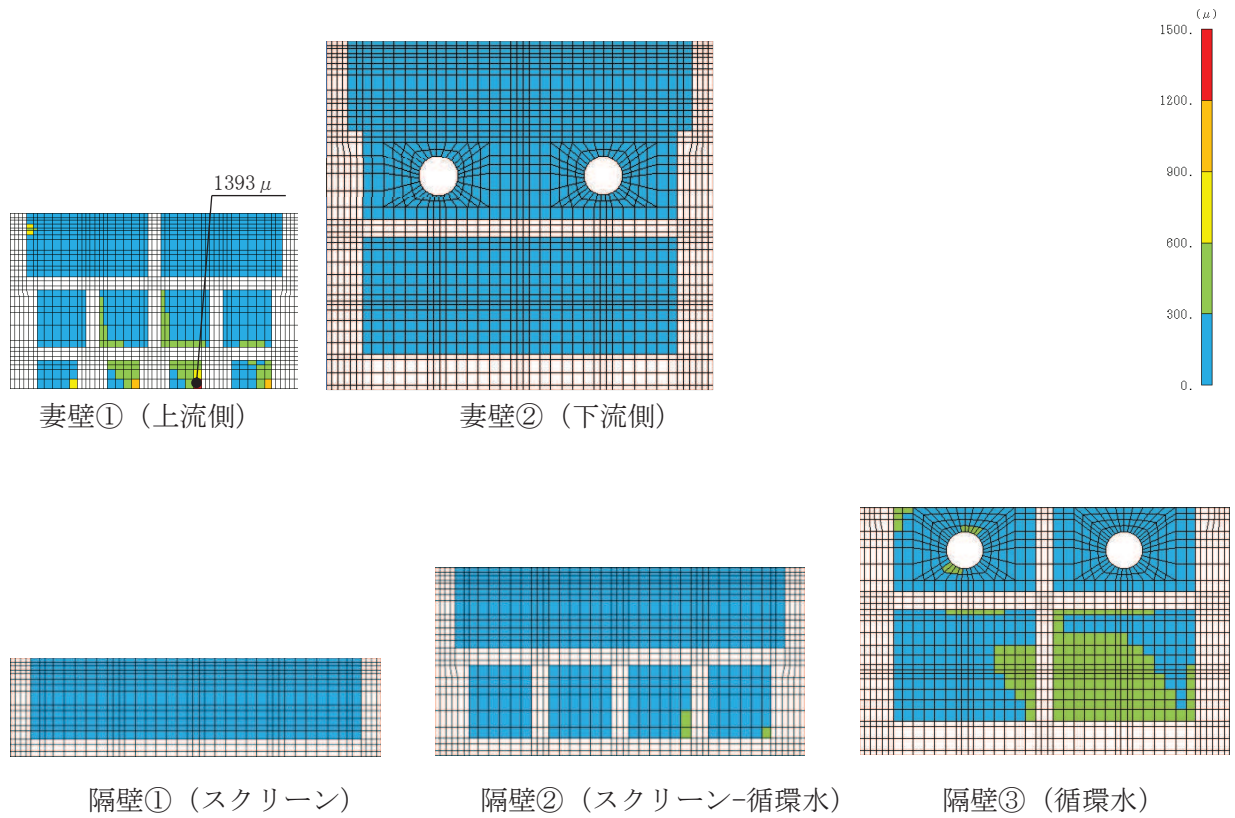 (μ)
1500.
1200.
900.
600.
300.
0.
1393μ
妻壁①（上流側）
妻壁②（下流側）
隔壁①（スクリーン）
隔壁②（スクリーン-循環水）
隔壁③（循環水）